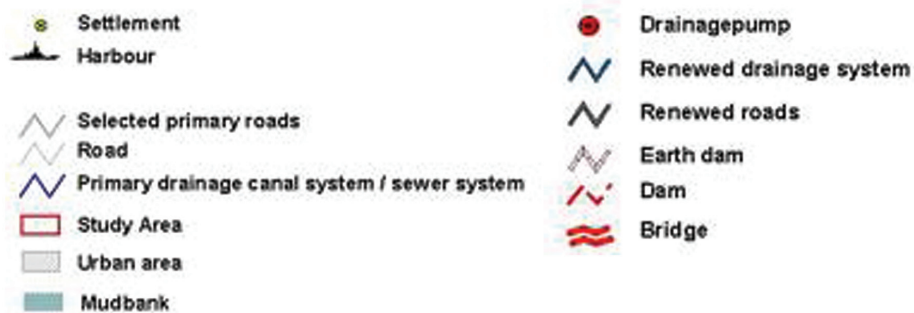 Settlement
Harbour
Selected primary roads
Road
Primary drainage canal system / sewer system
Study Area
Urban area
Mudbank
Drainagepump
Renewed drainage system
Renewed roads
Earth dam
Dam
Bridge